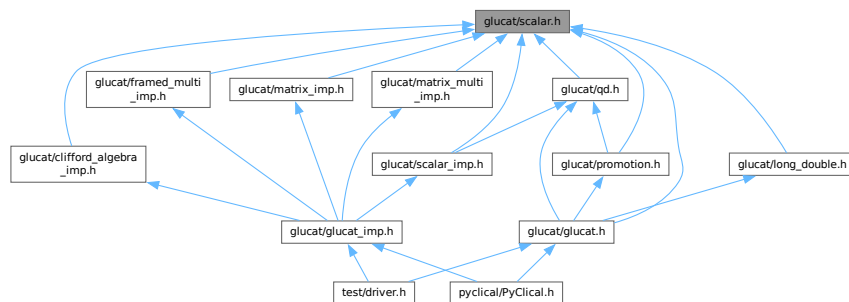 glucat/scalar.h
glucat/framed_multi
_imp.h
glucat/matrix_imp.h
glucat/matrix_multi
_imp.h
glucat/qd.h
glucat/clifford_algebra
_imp.h
glucat/scalar_imp.h
glucat/promotion.h
glucat/long_double.h
glucat/glucat_imp.h
glucat/glucat.h
test/driver.h
pyclical/PyClical.h